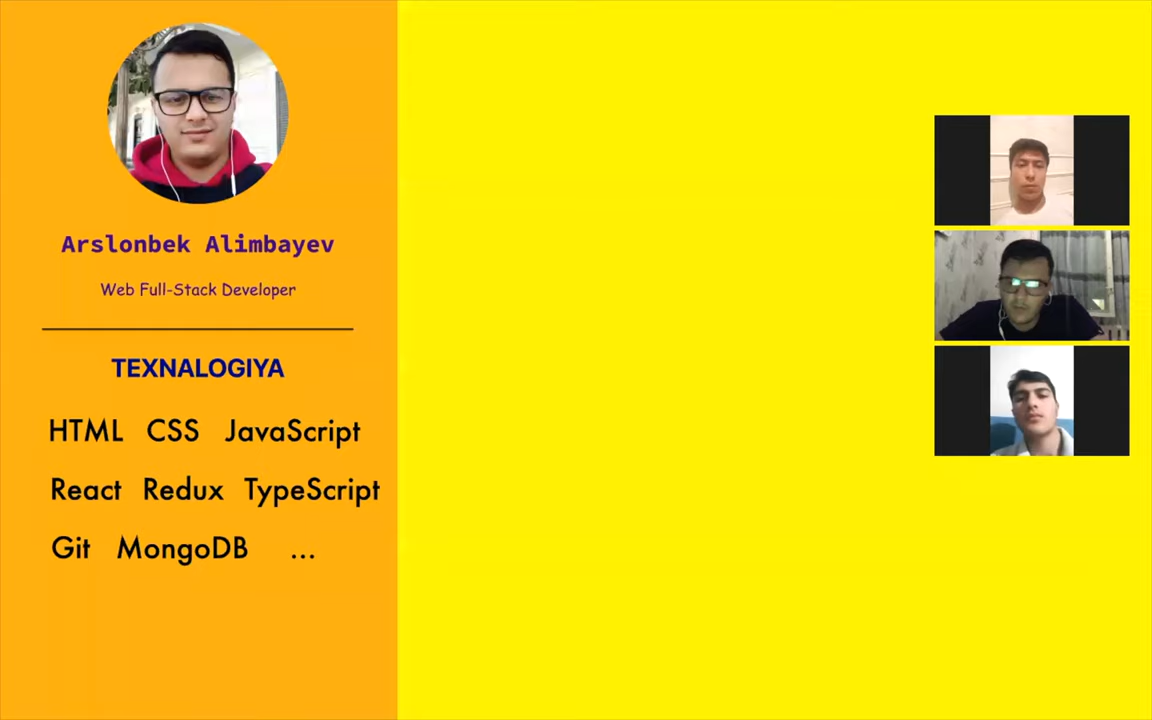 Arslonbek Alimbayev
Web Full-Stack Developer
TEXNALOGIYA
HTML CSS JavaScript
React Redux TypeScript
Git MongoDB ...